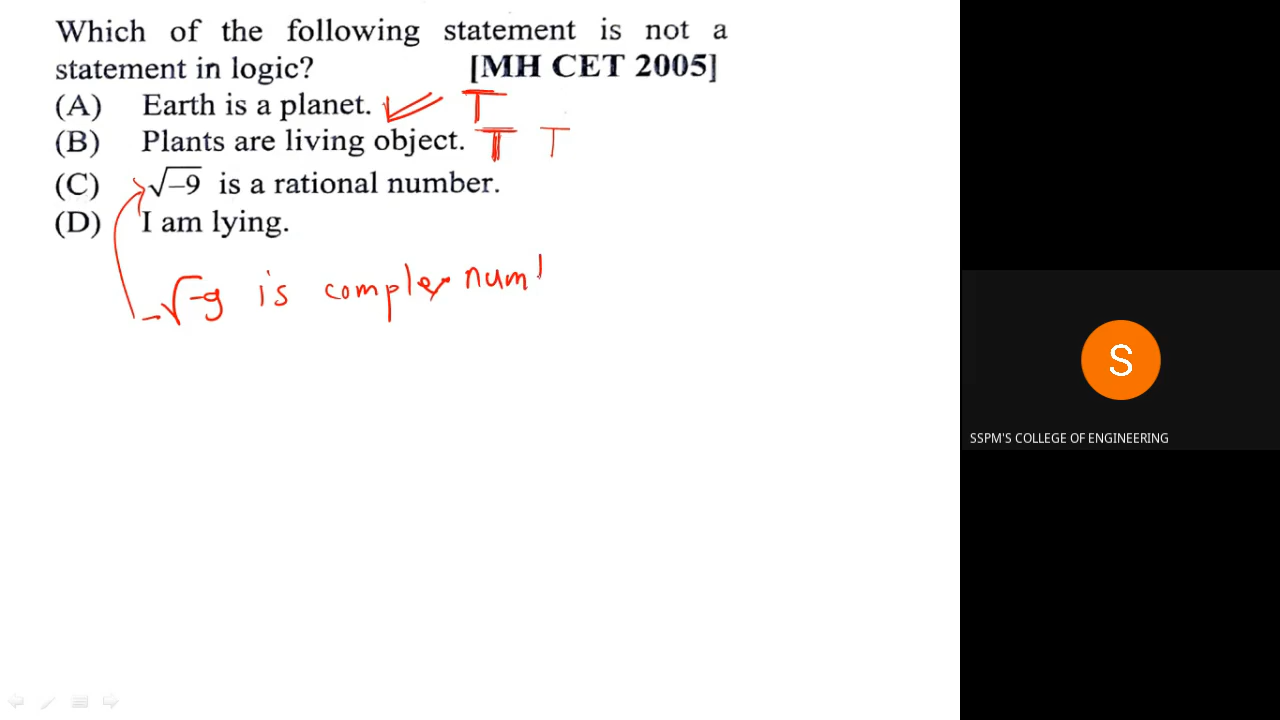 Which of the following statement is not a
statement in logic? [MH CET 2005]
(A) Earth is a planet. T
(B) Plants are living object. T T
(C) √–9 is a rational number.
(D) I am lying.
√-9 is complex num
S
SSPM'S COLLEGE OF ENGINEERING